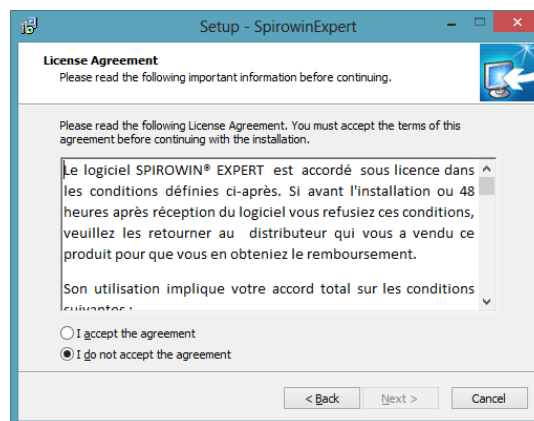 Setup - SpirowinExpert
License Agreement
Please read the following important information before continuing.
Please read the following License Agreement. You must accept the terms of this
agreement before continuing with the installation.
Le logiciel SPIROWIN® EXPERT est accordé sous licence dans
les conditions définies ci-après. Si avant l'installation ou 48
heures après réception du logiciel vous refusiez ces conditions,
veuillez les retourner au distributeur qui vous a vendu ce
produit pour que vous en obteniez le remboursement.
Son utilisation implique votre accord total sur les conditions
suivantes :
I accept the agreement
I do not accept the agreement
< Back Next > Cancel